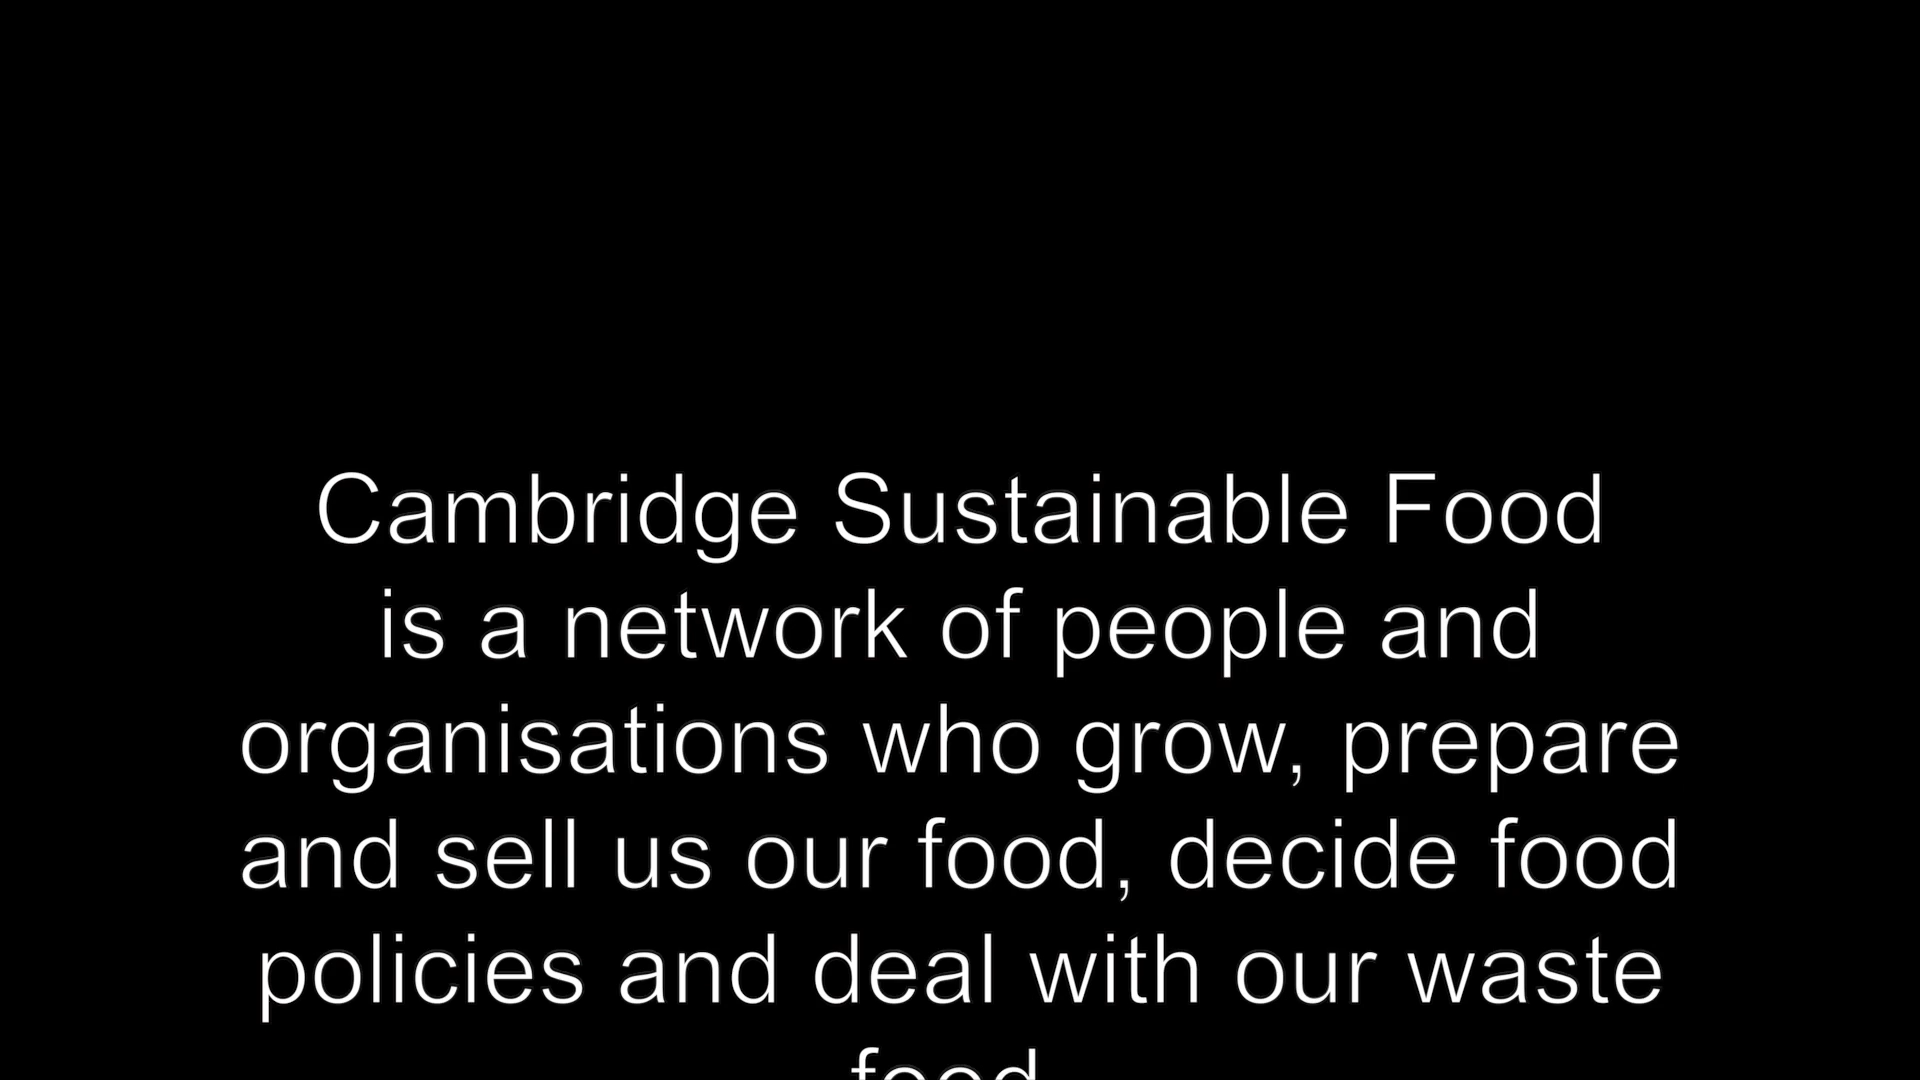 Cambridge Sustainable Food
is a network of people and
organisations who grow, prepare
and sell us our food, decide food
policies and deal with our waste
food